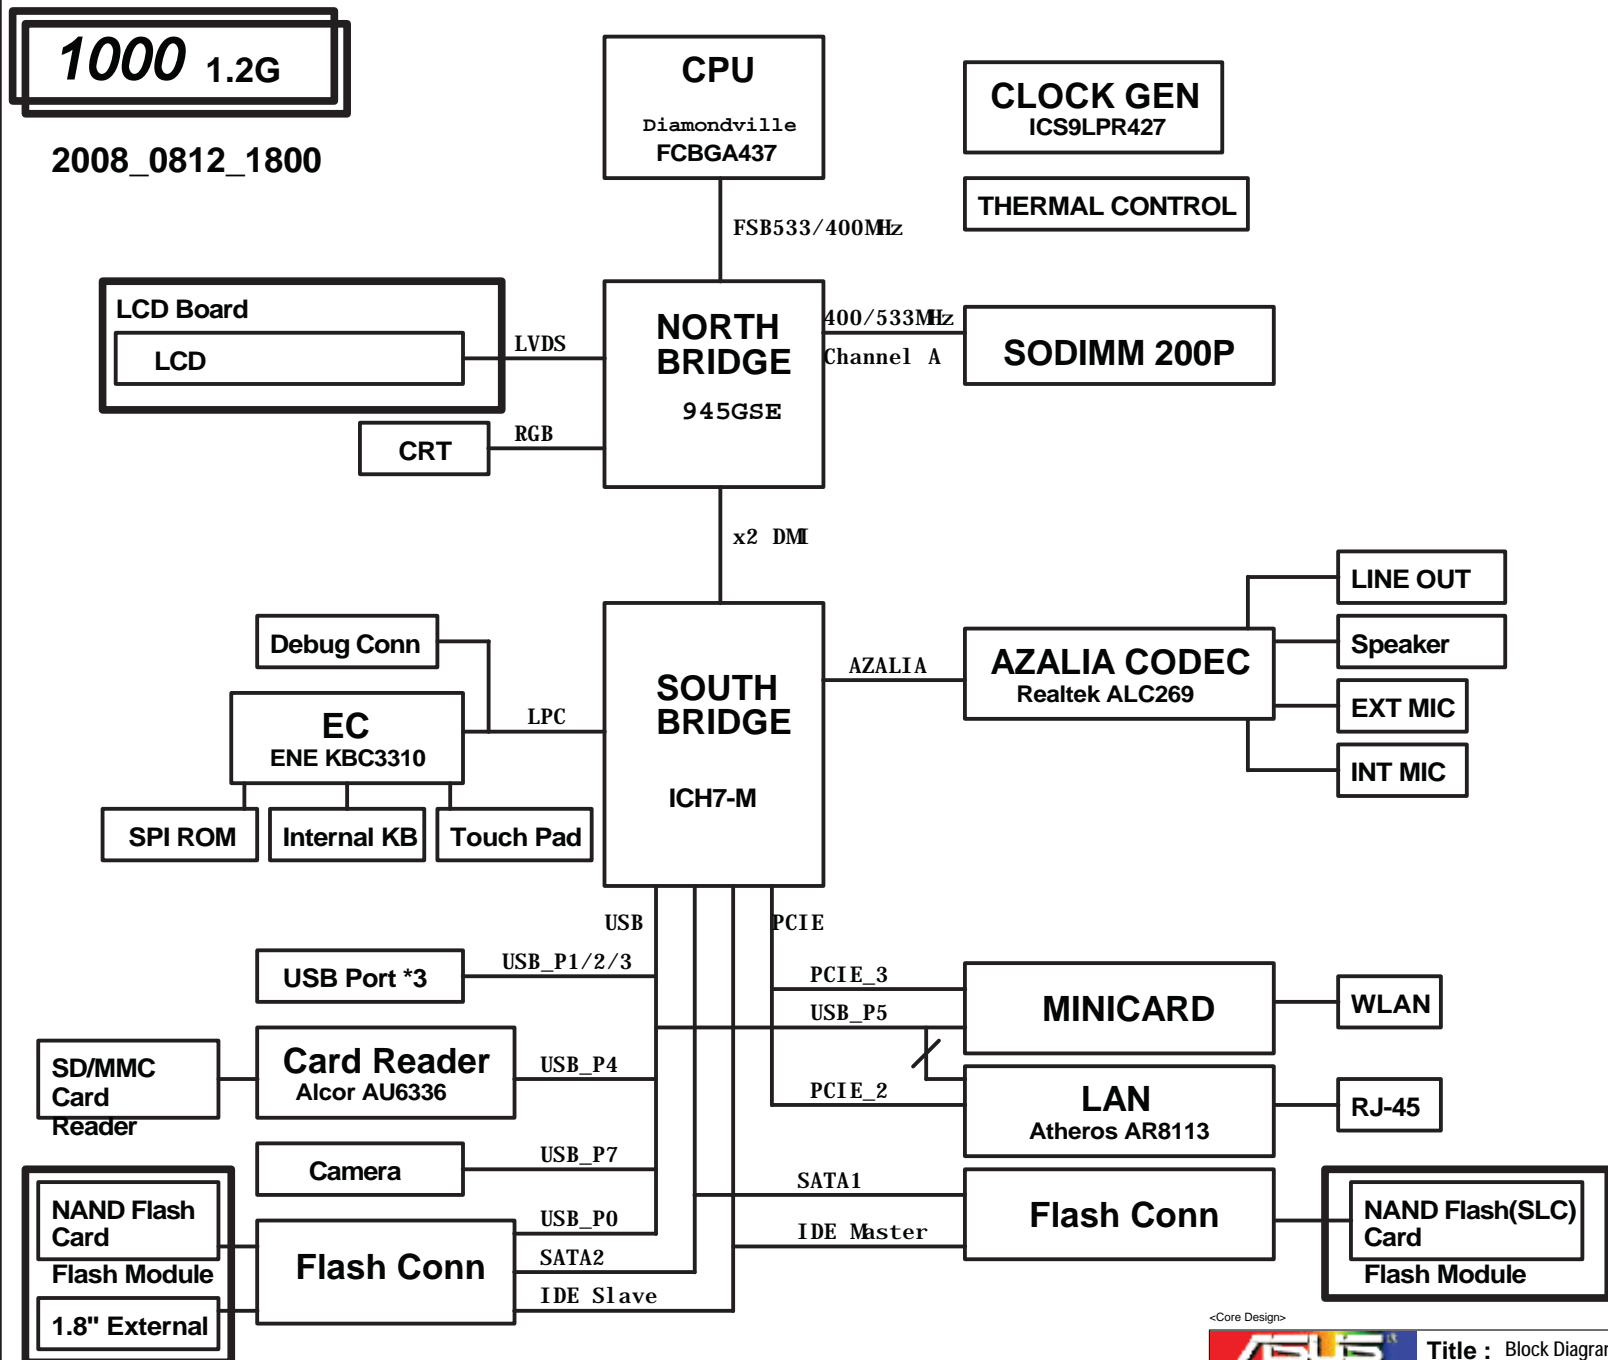 1000 1.2G
2008_0812_1800
CPU
Diamondville
FCBGA437
CLOCK GEN
ICS9LPR427
THERMAL CONTROL
FSB533/400MHz
LCD Board
LCD
LVDS
NORTH
BRIDGE
945GSE
400/533MHz
Channel A
SODIMM 200P
CRT
RGB
x2 DMI
LINE OUT
Speaker
EXT MIC
INT MIC
AZALIA CODEC
Realtek ALC269
AZALIA
SOUTH
BRIDGE
ICH7-M
Debug Conn
EC
ENE KBC3310
LPC
SPI ROM
Internal KB
Touch Pad
USB
PCIE
USB Port *3
USB_P1/2/3
PCIE_3
USB_P5
MINICARD
WLAN
SD/MMC
Card
Reader
Card Reader
Alcor AU6336
USB_P4
PCIE_2
LAN
Atheros AR8113
RJ-45
Camera
USB_P7
SATA1
IDE Master
Flash Conn
NAND Flash(SLC)
Card
Flash Module
NAND Flash
Card
Flash Module
1.8" External
Flash Conn
USB_P0
SATA2
IDE Slave
<Core Design>
ASUS
Title : Block Diagram